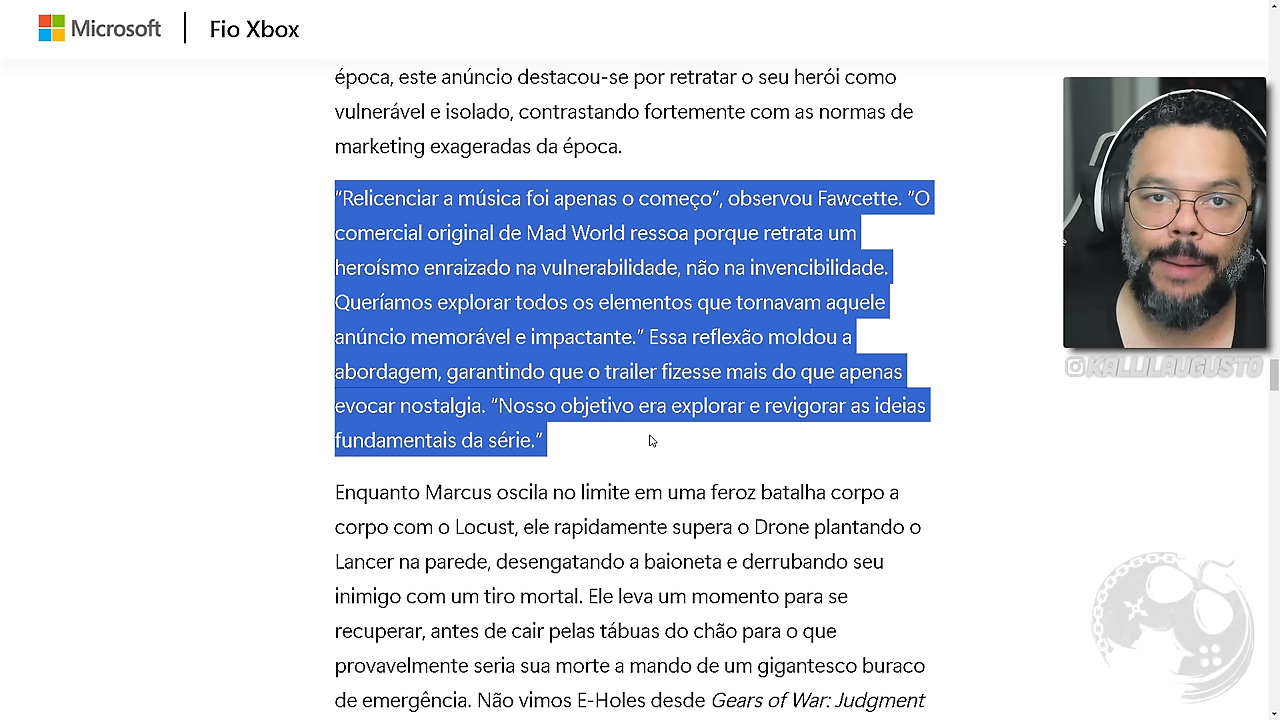 Microsoft
Fio Xbox
época, este anúncio destacou-se por retratar o seu herói como
vulnerável e isolado, contrastando fortemente com as normas de
marketing exageradas da época.
"Relicenciar a música foi apenas o começo", observou Fawcette. "O
comercial original de Mad World ressoa porque retrata um
heroísmo enraizado na vulnerabilidade, não na invencibilidade.
Queríamos explorar todos os elementos que tornavam aquele
anúncio memorável e impactante." Essa reflexão moldou a
abordagem, garantindo que o trailer fizesse mais do que apenas
evocar nostalgia. "Nosso objetivo era explorar e revigorar as ideias
fundamentais da série."
Enquanto Marcus oscila no limite em uma feroz batalha corpo a
corpo com o Locust, ele rapidamente supera o Drone plantando o
Lancer na parede, desengatando a baioneta e derrubando seu
inimigo com um tiro mortal. Ele leva um momento para se
recuperar, antes de cair pelas tábuas do chão para o que
provavelmente seria sua morte a mando de um gigantesco buraco
de emergência. Não vimos E-Holes desde Gears of War: Judgment
@KALLILAUGUSTO